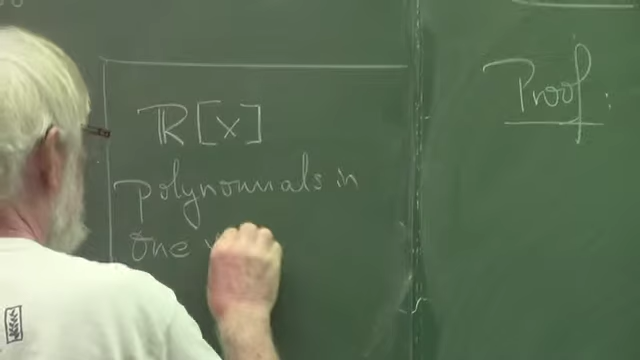 ℝ[x]
polynomials in
one v
Proof: